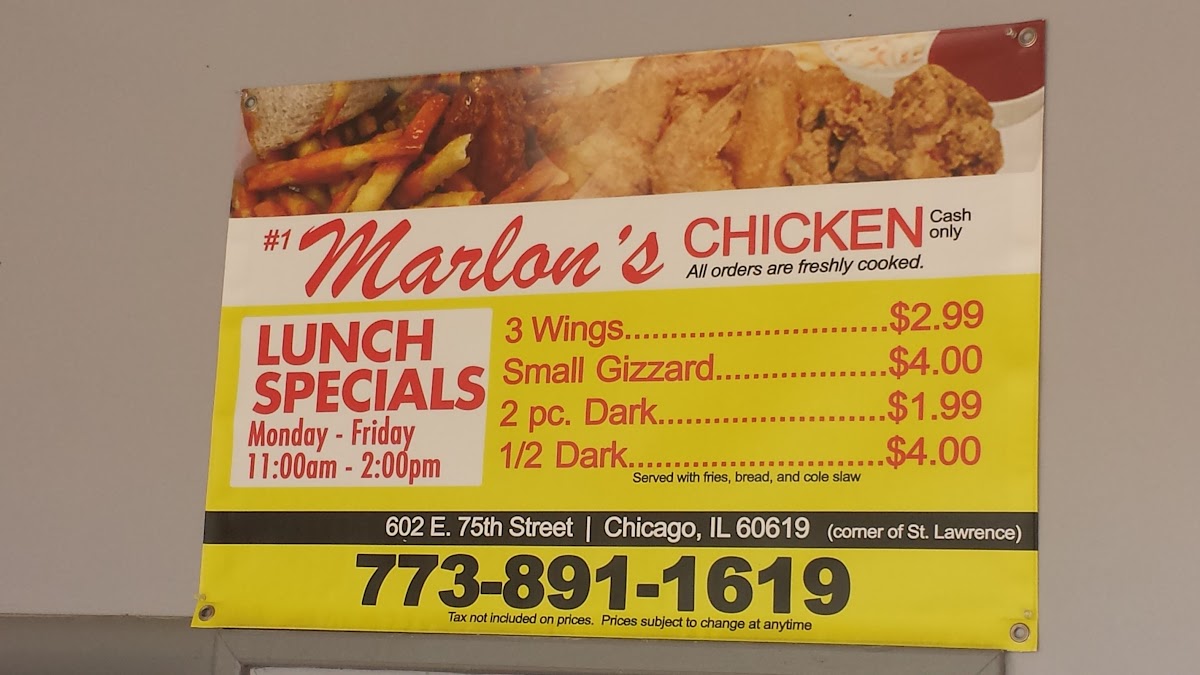 #1 Marlon's CHICKEN Cash only
All orders are freshly cooked.
LUNCH
SPECIALS
Monday - Friday
11:00am - 2:00pm
3 Wings............................$2.99
Small Gizzard..................$4.00
2 pc. Dark........................$1.99
1/2 Dark...........................$4.00
Served with fries, bread, and cole slaw
602 E. 75th Street | Chicago, IL 60619 (corner of St. Lawrence)
773-891-1619
Tax not included on prices. Prices subject to change at anytime